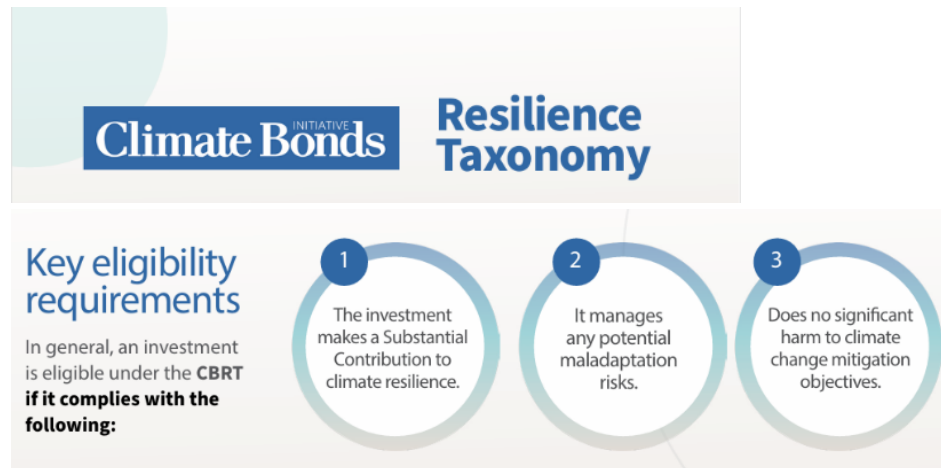 INITIATIVE
Climate Bonds
Resilience
Taxonomy
Key eligibility
requirements
In general, an investment
is eligible under the CBRT
if it complies with the
following:
1
The investment
makes a Substantial
Contribution to
climate resilience.
2
It manages
any potential
maladaptation
risks.
3
Does no significant
harm to climate
change mitigation
objectives.